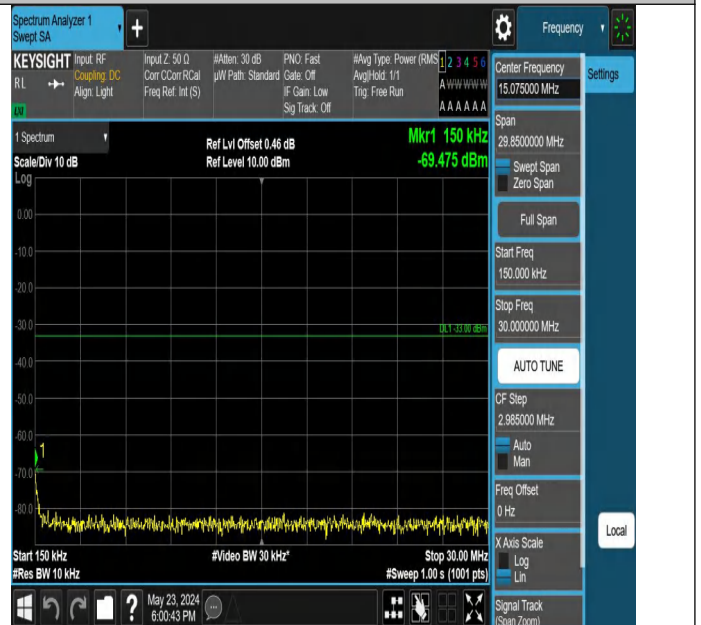 Spectrum Analyzer 1
Swept SA
+
Frequency
KEYSIGHT
RL
Input: RF
Coupling: DC
Align: Light
Input Z: 50 Ω
Corr CCorr RCal
Freq Ref: Int (S)
#Atten: 30 dB
µW Path: Standard
PNO: Fast
Gate: Off
IF Gain: Low
Sig Track: Off
#Avg Type: Power (RMS
Avg|Hold: 1/1
Trig: Free Run
1 2 3 4 5 6
A W W W W W
A A A A A A
1 Spectrum
Scale/Div 10 dB
Log
Ref Lvl Offset 0.46 dB
Ref Level 10.00 dBm
Mkr1 150 kHz
-69.475 dBm
0.00
-10.0
-20.0
-30.0
DL1 -33.00 dBm
-40.0
-50.0
-60.0
1
-70.0
-80.0
Start 150 kHz
#Res BW 10 kHz
#Video BW 30 kHz*
Stop 30.00 MHz
#Sweep 1.00 s (1001 pts)
?
May 23, 2024
6:00:43 PM
Center Frequency
15.075000 MHz
Settings
Span
29.8500000 MHz
Swept Span
Zero Span
Full Span
Start Freq
150.000 kHz
Stop Freq
30.000000 MHz
AUTO TUNE
CF Step
2.985000 MHz
Auto
Man
Freq Offset
0 Hz
Local
X Axis Scale
Log
Lin
Signal Track
(Span Zoom)